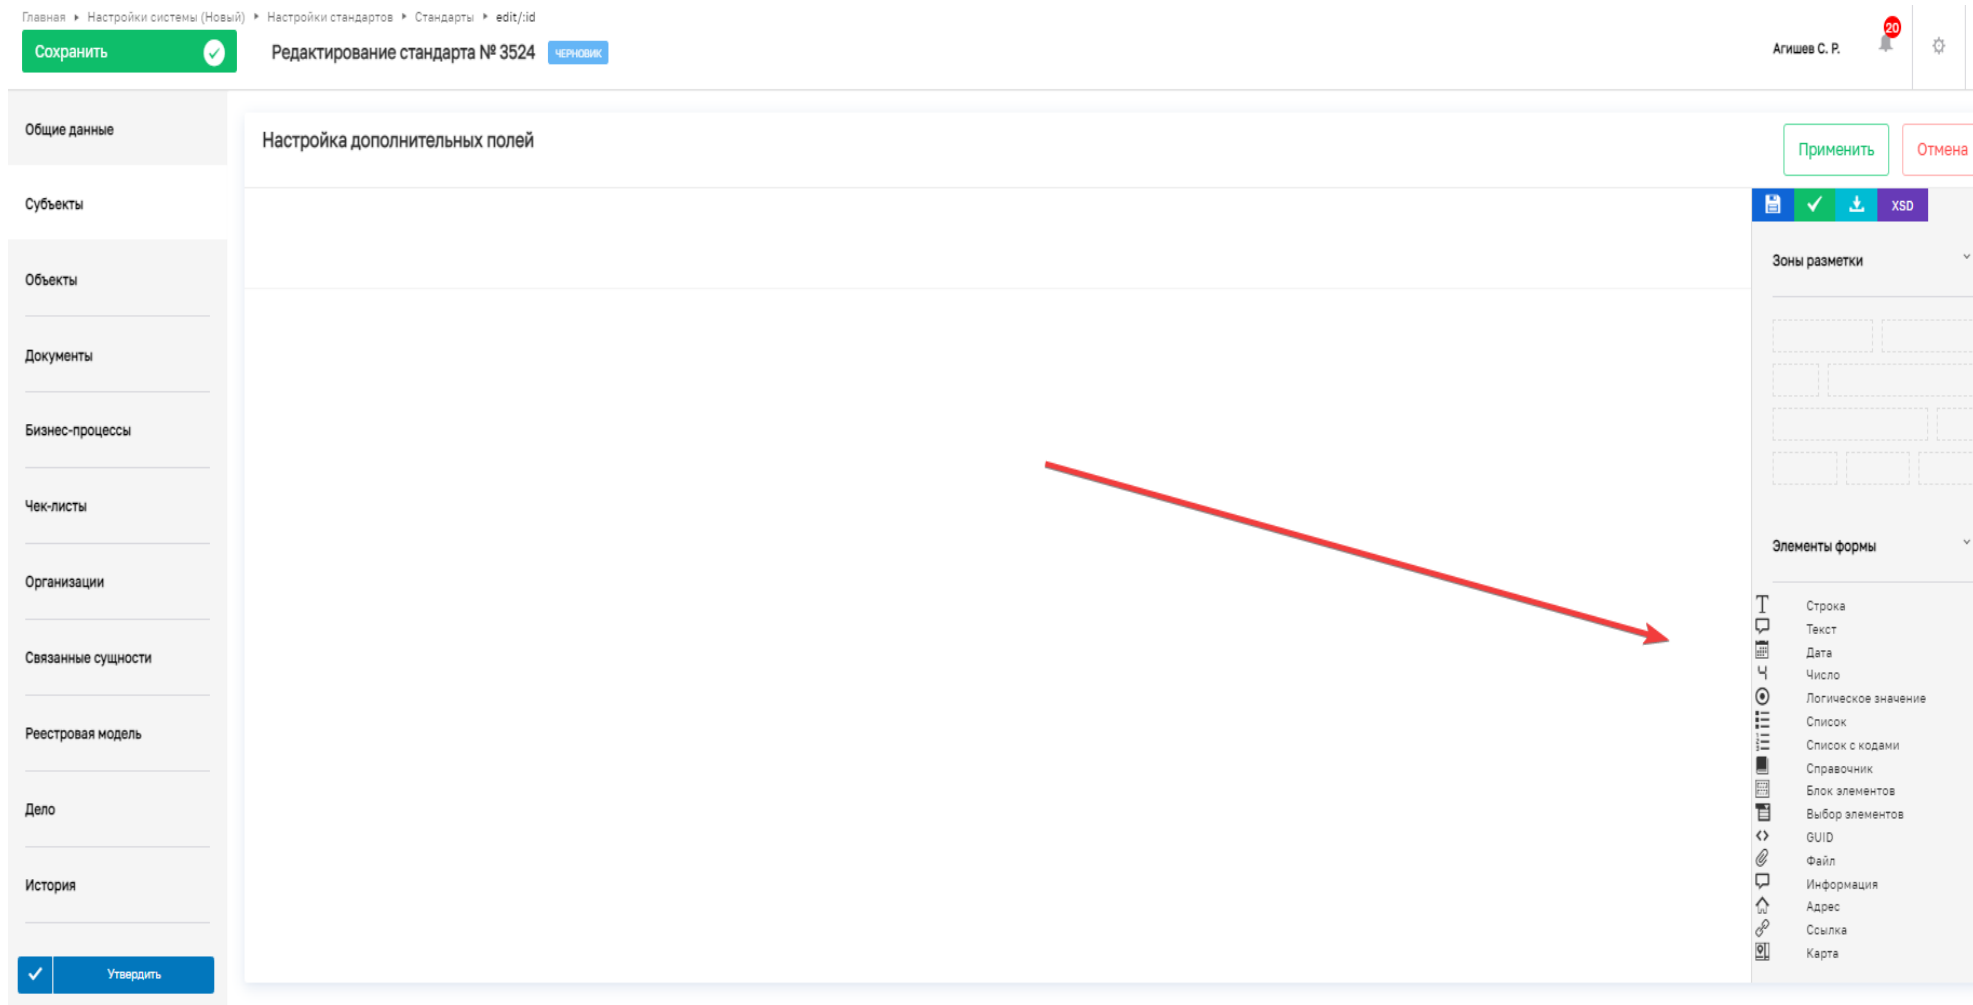 Главная ▸ Настройки системы (Новый) ▸ Настройки стандартов ▸ Стандарты ▸ edit/:id
Сохранить
Редактирование стандарта № 3524 ЧЕРНОВИК
Агишев С. Р.
20
Общие данные
Субъекты
Объекты
Документы
Бизнес-процессы
Чек-листы
Организации
Связанные сущности
Реестровая модель
Дело
История
Утвердить
Настройка дополнительных полей
Применить
Отмена
XSD
Зоны разметки
Элементы формы
Строка
Текст
Дата
Число
Логическое значение
Список
Список с кодами
Справочник
Блок элементов
Выбор элементов
GUID
Файл
Информация
Адрес
Ссылка
Карта